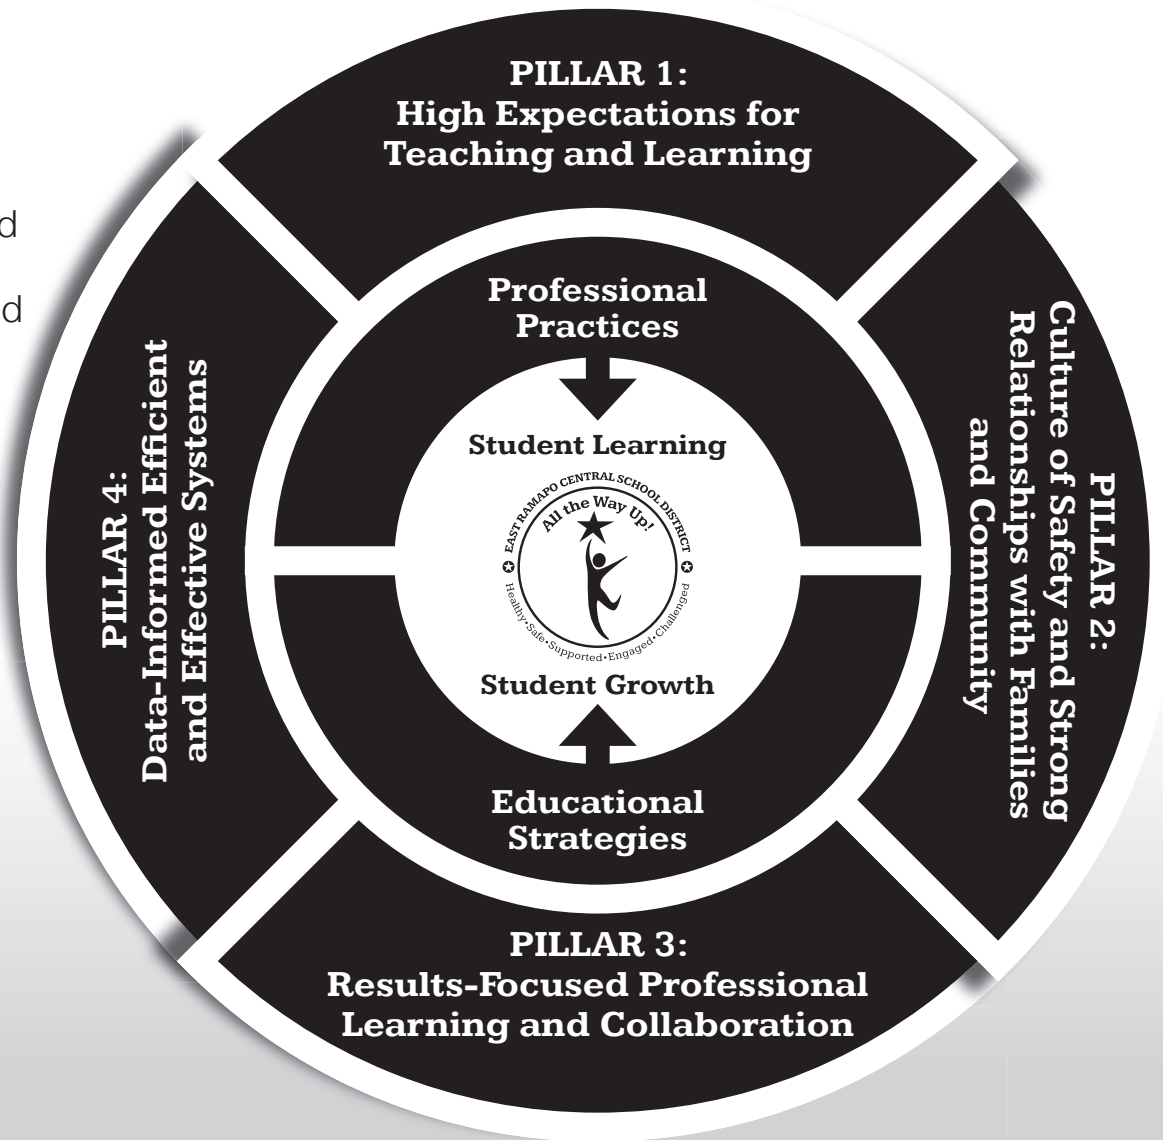 PILLAR 1:
High Expectations for
Teaching and Learning
PILLAR 2:
Culture of Safety and Strong
Relationships with Families
and Community
PILLAR 3:
Results-Focused Professional
Learning and Collaboration
PILLAR 4:
Data-Informed Efficient
and Effective Systems
Professional
Practices
Student Learning
EAST RAMAPO CENTRAL SCHOOL DISTRICT
All the Way Up!
Healthy•Safe•Supported•Engaged•Challenged
Student Growth
Educational
Strategies